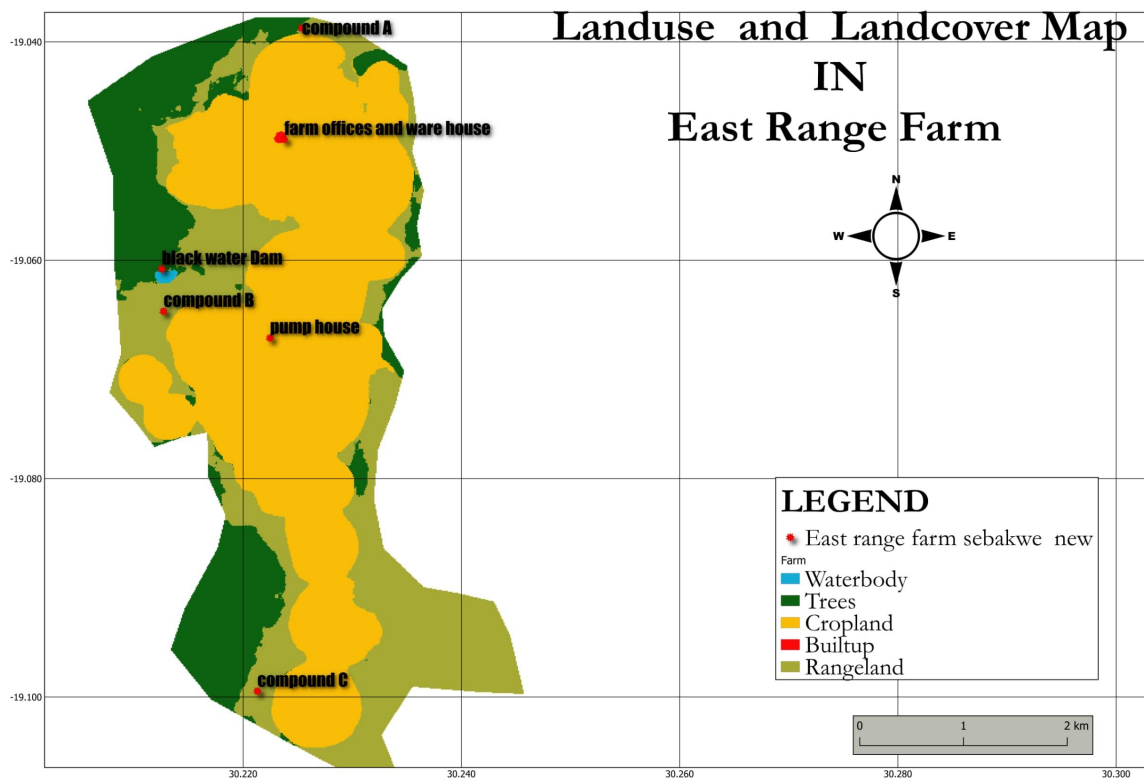 Landuse and Landcover Map
IN
East Range Farm
compound A
farm offices and ware house
black water Dam
compound B
pump house
compound C
N
W E
S
LEGEND
East range farm sebakwe new
Farm
Waterbody
Trees
Cropland
Builtup
Rangeland
0 1 2 km
-19.040
-19.060
-19.080
-19.100
30.220 30.240 30.260 30.280 30.300